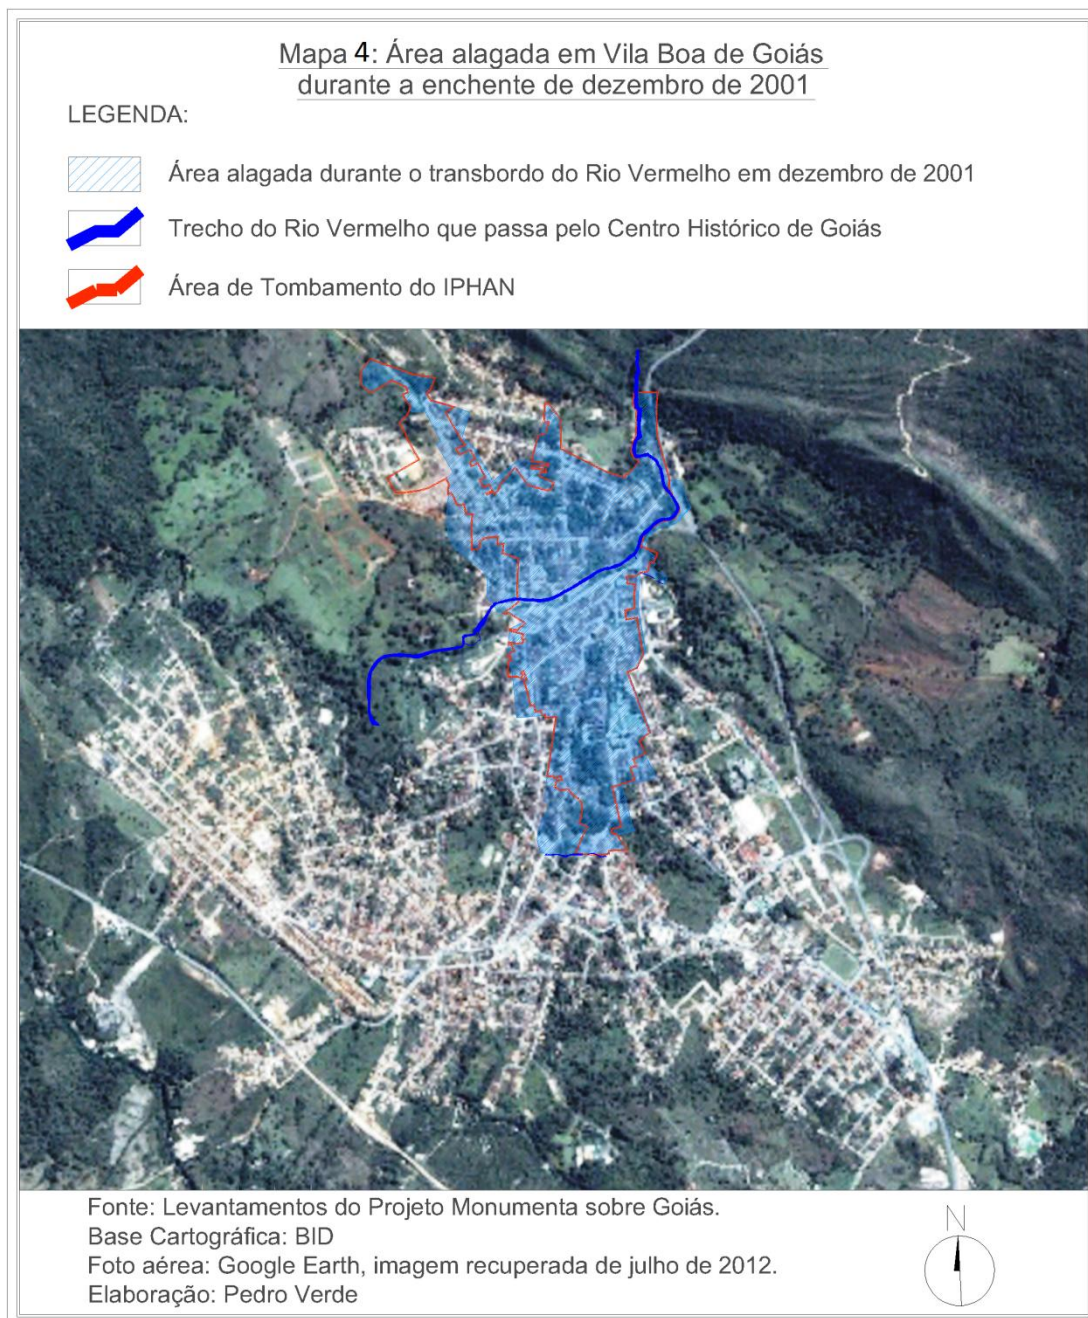 Mapa 4: Área alagada em Vila Boa de Goiás
durante a enchente de dezembro de 2001
LEGENDA:
Área alagada durante o transbordo do Rio Vermelho em dezembro de 2001
Trecho do Rio Vermelho que passa pelo Centro Histórico de Goiás
Área de Tombamento do IPHAN
Fonte: Levantamentos do Projeto Monumenta sobre Goiás.
Base Cartográfica: BID
Foto aérea: Google Earth, imagem recuperada de julho de 2012.
Elaboração: Pedro Verde
N